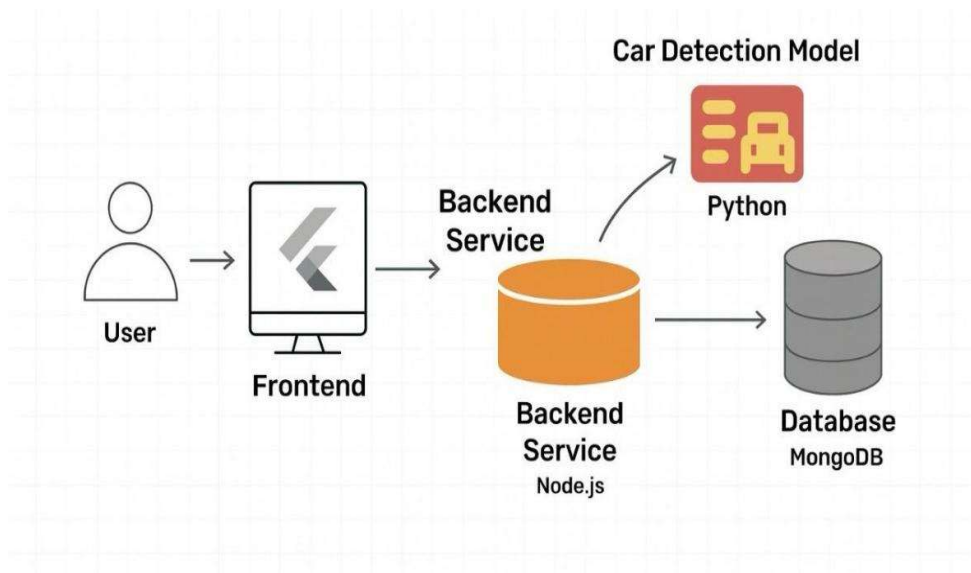 Car Detection Model
Python
Backend
Service
User
Frontend
Backend
Service
Node.js
Database
MongoDB